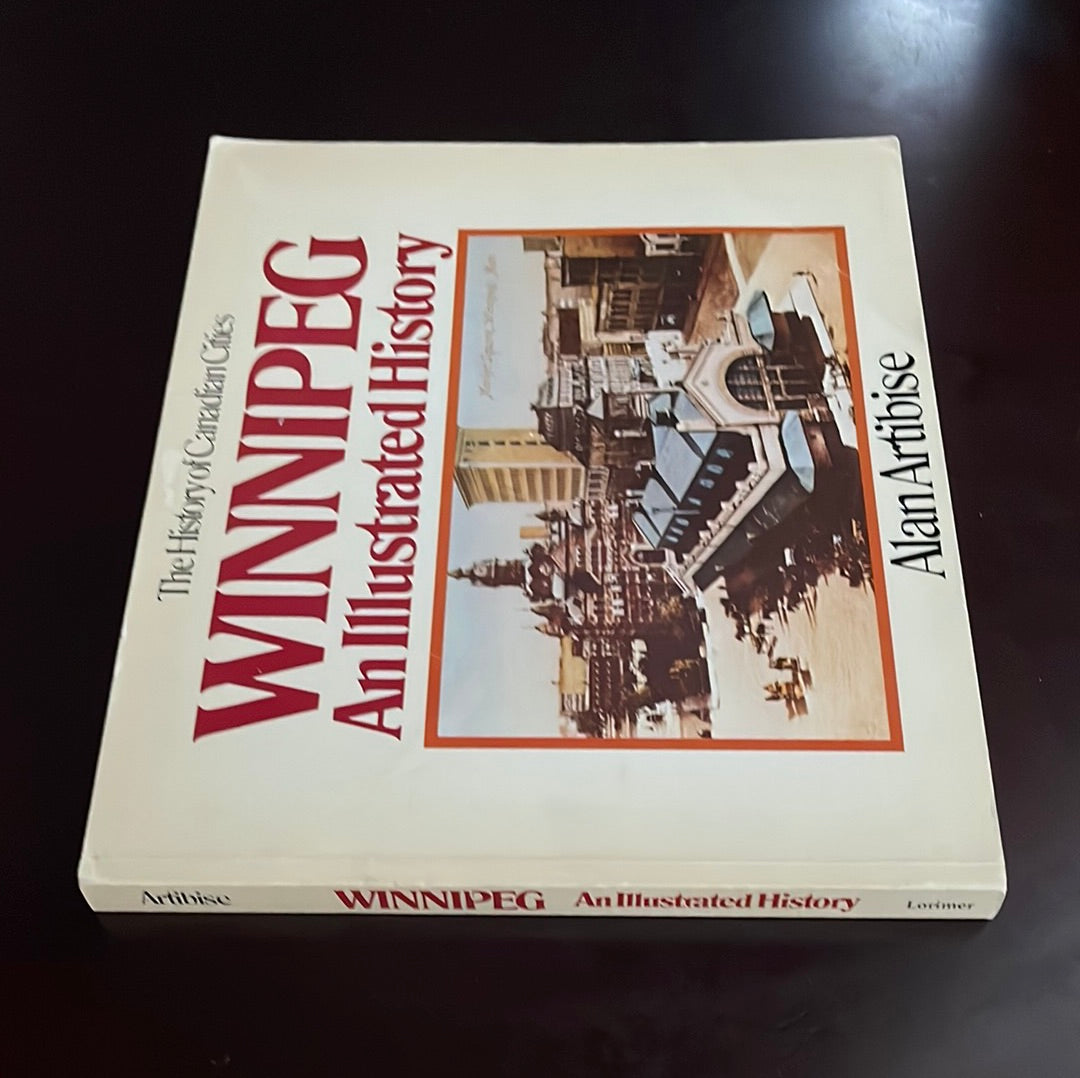 The History of Canadian Cities
WINNIPEG
An Illustrated History
Alan Artibise
Artibise WINNIPEG An Illustrated History Lorimer